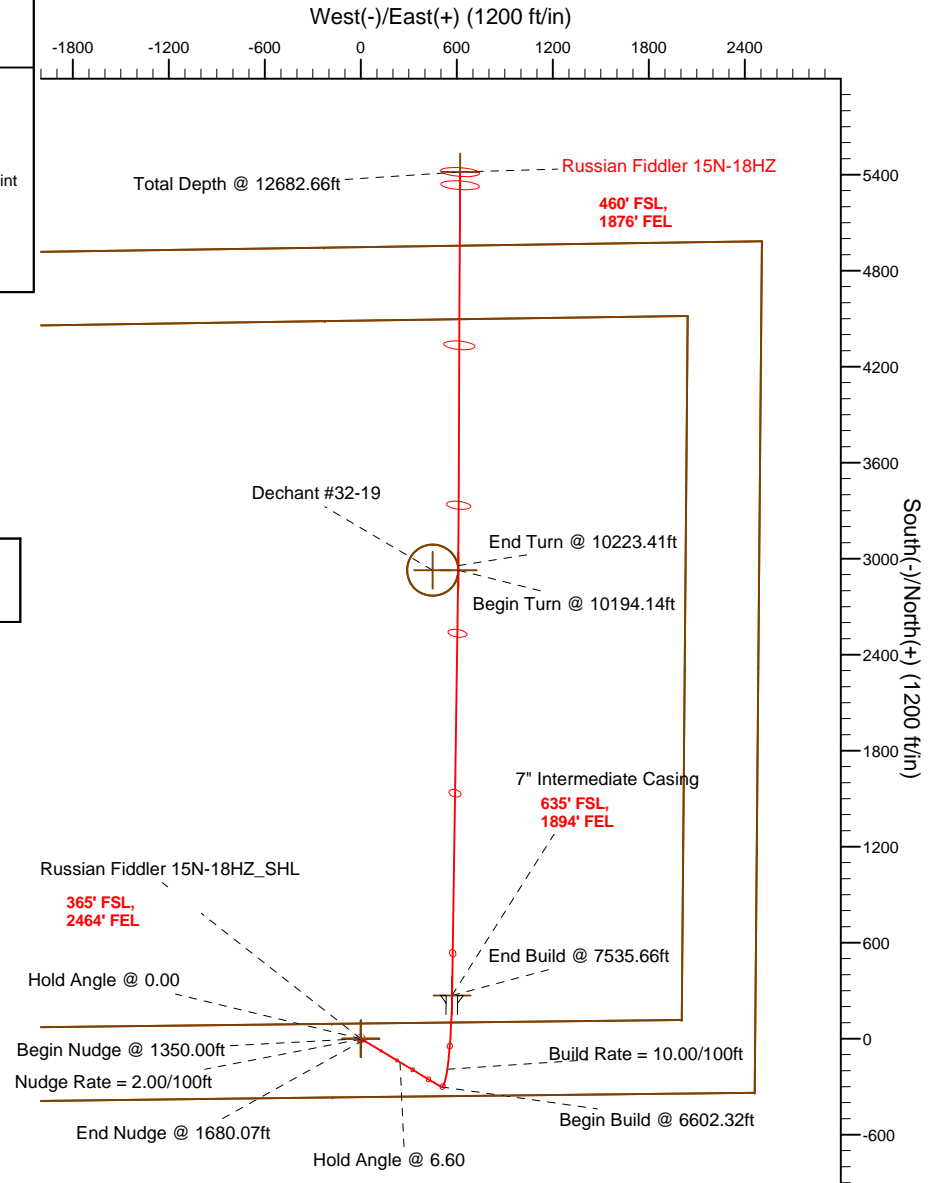 West(-)/East(+) (1200 ft/in)
-1800 -1200 -600 0 600 1200 1800 2400
Total Depth @ 12682.66ft
Russian Fiddler 15N-18HZ
460' FSL,
1876' FEL
5400
4800
4200
3600
3000
2400
1800
1200
600
0
-600
South(-)/North(+) (1200 ft/in)
Dechant #32-19
End Turn @ 10223.41ft
Begin Turn @ 10194.14ft
7" Intermediate Casing
635' FSL,
1894' FEL
Russian Fiddler 15N-18HZ_SHL
365' FSL,
2464' FEL
End Build @ 7535.66ft
Hold Angle @ 0.00
Begin Nudge @ 1350.00ft
Build Rate = 10.00/100ft
Nudge Rate = 2.00/100ft
Begin Build @ 6602.32ft
End Nudge @ 1680.07ft
Hold Angle @ 6.60